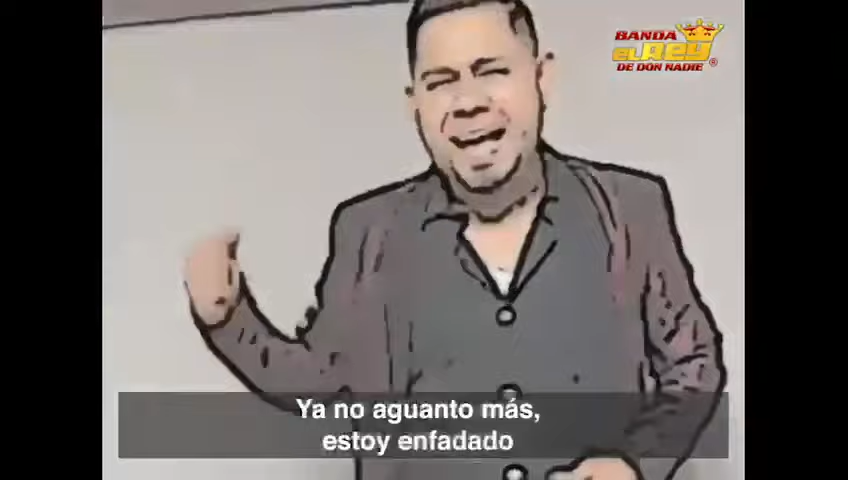 BANDA
EL REY
DE DON NADIE ®
Ya no aguanto más,
estoy enfadado